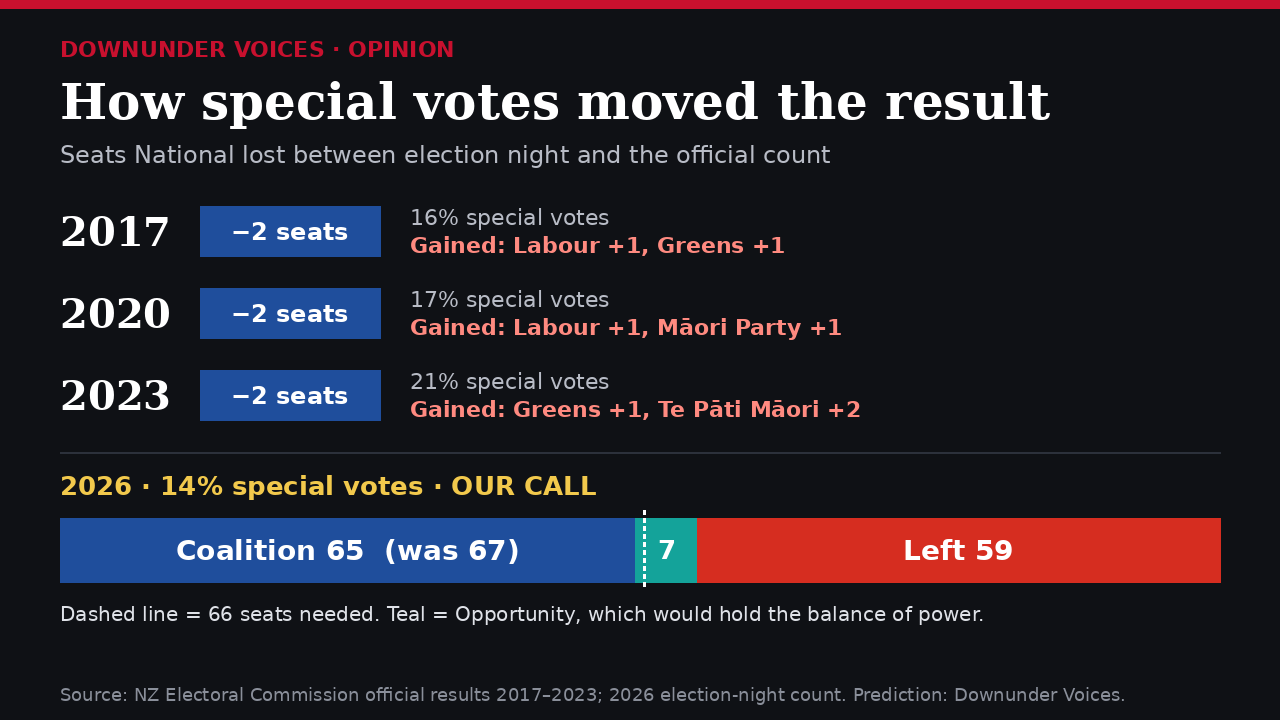 DOWNUNDER VOICES · OPINION
How special votes moved the result
Seats National lost between election night and the official count
2017
−2 seats
16% special votes
Gained: Labour +1, Greens +1
2020
−2 seats
17% special votes
Gained: Labour +1, Māori Party +1
2023
−2 seats
21% special votes
Gained: Greens +1, Te Pāti Māori +2
2026 · 14% special votes · OUR CALL
Coalition 65 (was 67)
7
Left 59
Dashed line = 66 seats needed. Teal = Opportunity, which would hold the balance of power.
Source: NZ Electoral Commission official results 2017–2023; 2026 election-night count. Prediction: Downunder Voices.